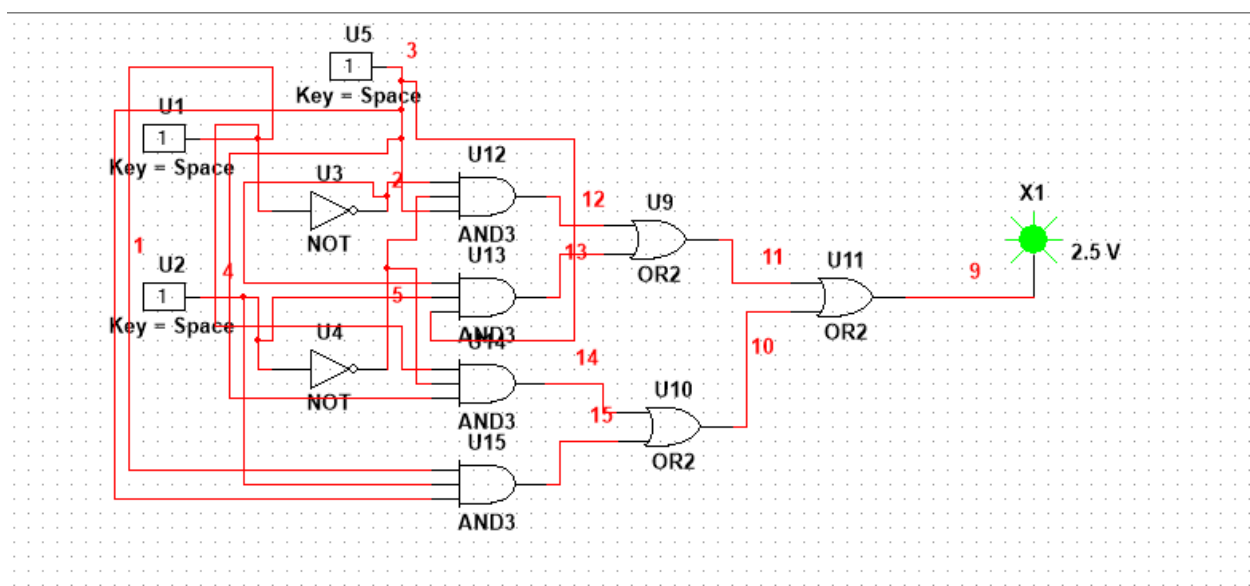 U5
3
1
Key = Space
U1
1
Key = Space
U12
U3
2
12
U9
X1
NOT
AND3
1
U2
4
U13
13
OR2
11
U11
9
2.5 V
1
5
Key = Space
U4
AND3
U14
14
10
OR2
NOT
15
U10
AND3
U15
OR2
AND3